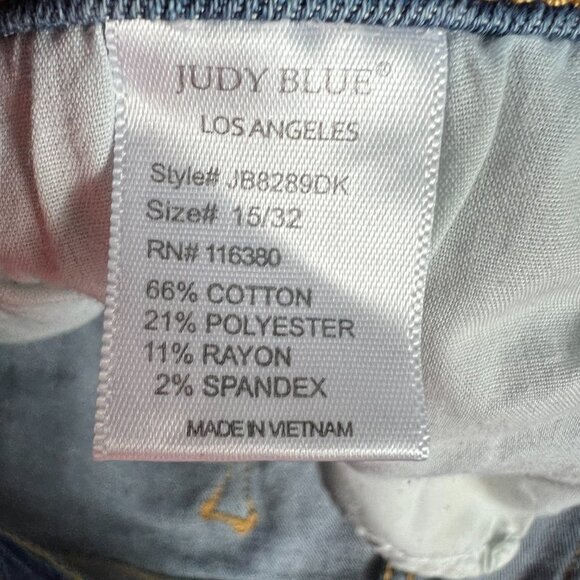 JUDY BLUE®
LOS ANGELES
Style# JB8289DK
Size# 15/32
RN# 116380
66% COTTON
21% POLYESTER
11% RAYON
2% SPANDEX
MADE IN VIETNAM